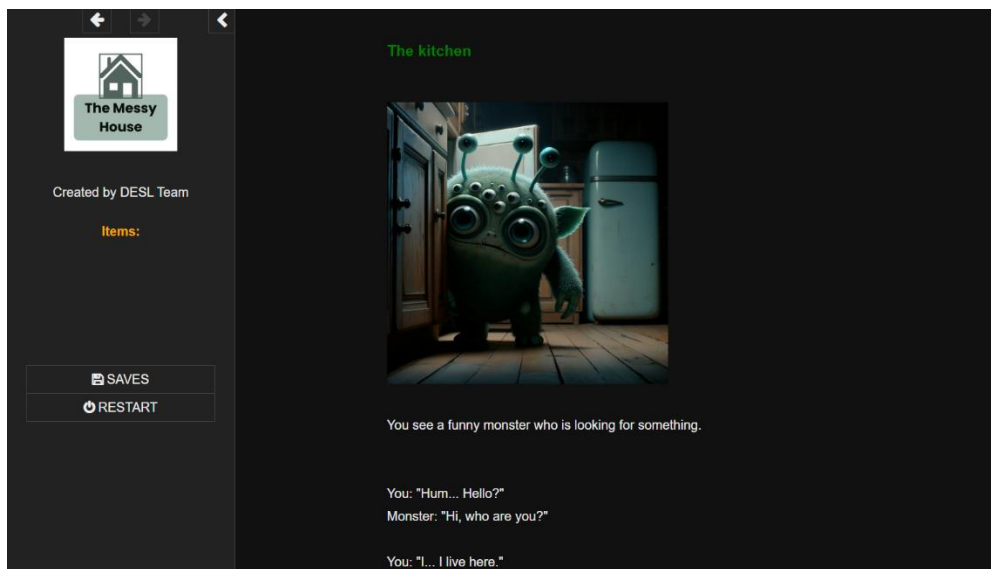 The Messy
House
Created by DESL Team
Items:
SAVES
RESTART
The kitchen
You see a funny monster who is looking for something.
You: "Hum... Hello?"
Monster: "Hi, who are you?"
You: "I... I live here."